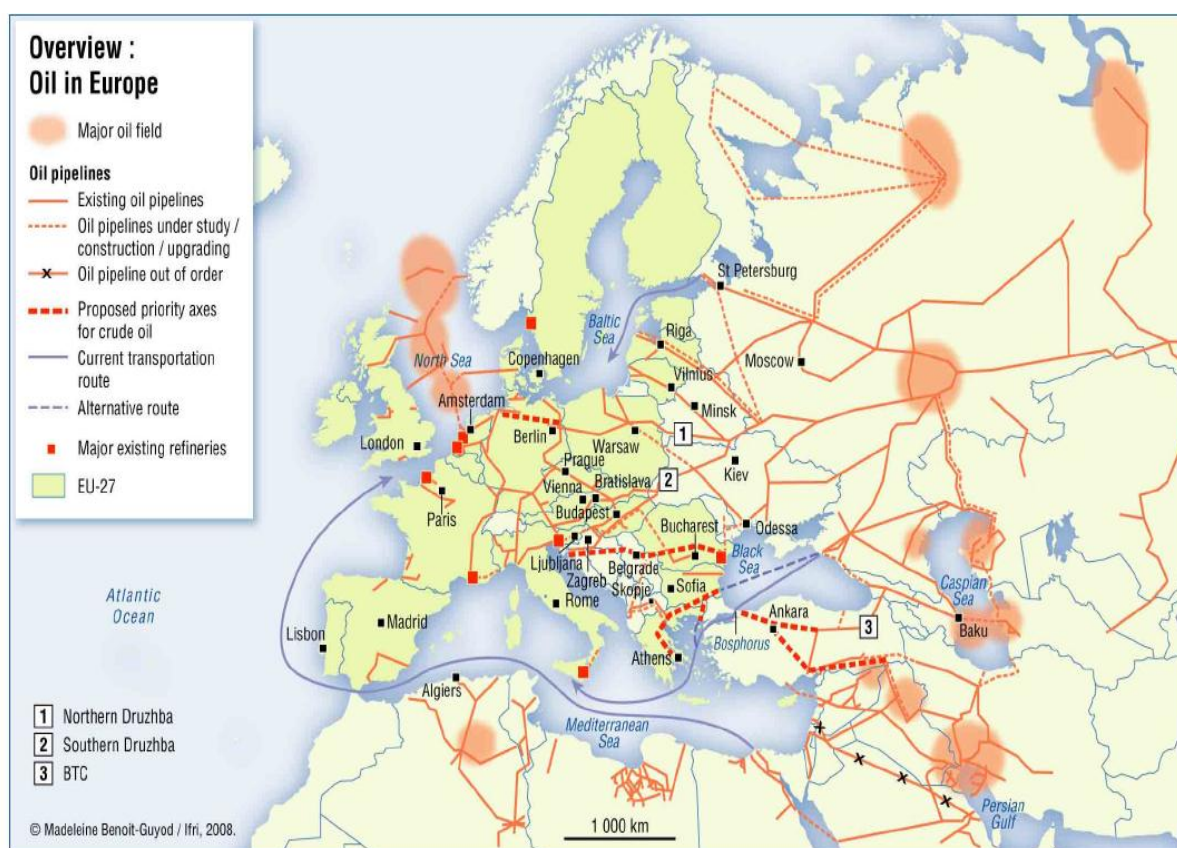 Overview :
Oil in Europe
Major oil field
Oil pipelines
Existing oil pipelines
Oil pipelines under study /
construction / upgrading
Oil pipeline out of order
Proposed priority axes
for crude oil
Current transportation
route
Alternative route
Major existing refineries
EU-27
St Petersburg
Baltic
Sea
Riga
Moscow
North Sea
Copenhagen
Vilnius
Minsk
Amsterdam
London
Berlin
Warsaw
1
Kiev
Prague
2
Vienna
Bratislava
Paris
Budapest
Odessa
Bucharest
Ljubljana
Black
Sea
Zagreb
Belgrade
Sofia
Skopje
Caspian
Sea
Atlantic
Ocean
Rome
Madrid
Ankara
3
Baku
Lisbon
Bosphorus
Athens
Algiers
Mediterranean
Sea
Persian
Gulf
1 Northern Druzhba
2 Southern Druzhba
3 BTC
1 000 km
© Madeleine Benoit-Guyod / Ifri, 2008.